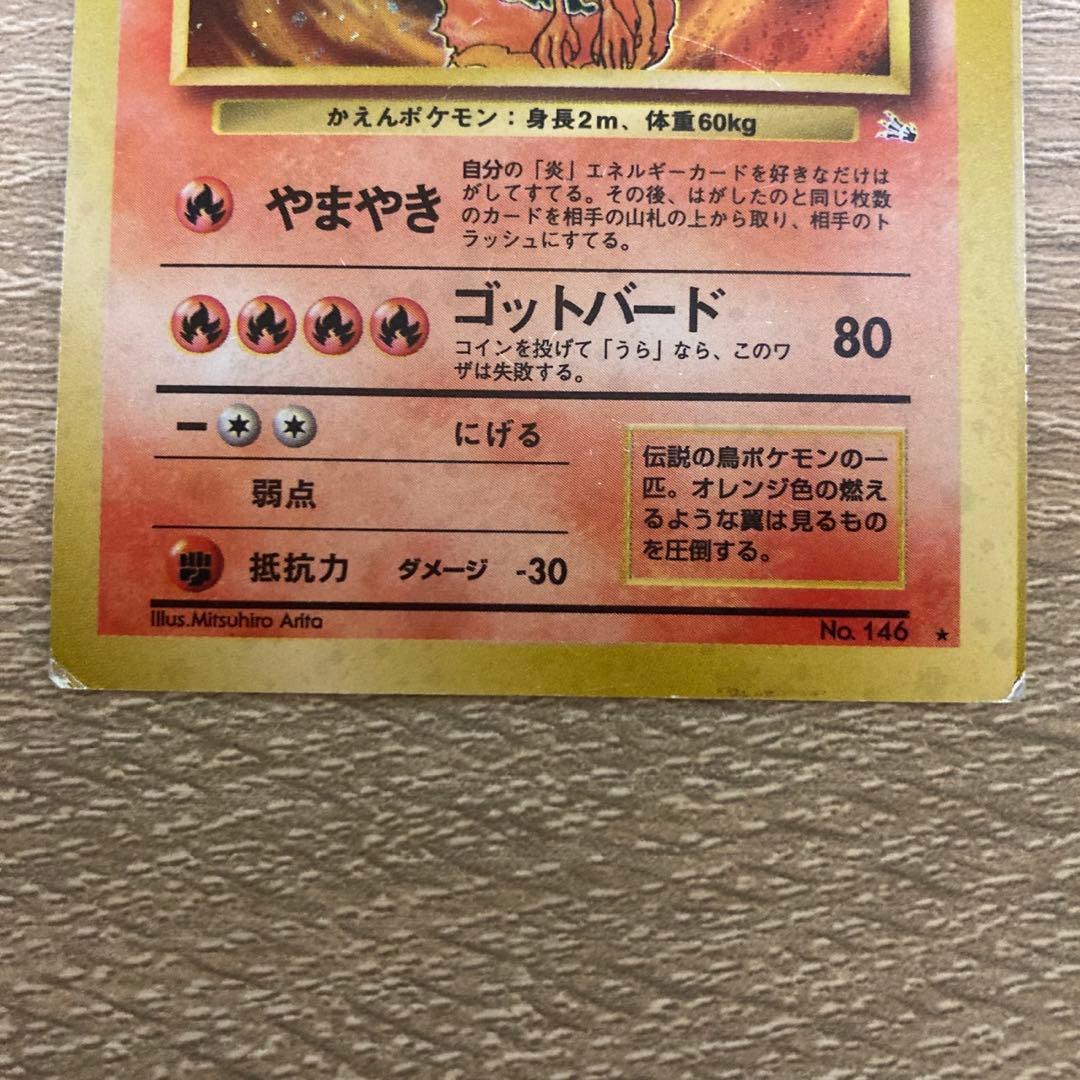 かえんポケモン：身長2m、体重60kg
やまやき
自分の「炎」エネルギーカードを好きなだけは
がしてすてる。その後、はがしたのと同じ枚数
のカードを相手の山札の上から取り、相手のト
ラッシュにすてる。
ゴットバード 80
コインを投げて「うら」なら、このワ
ザは失敗する。
− にげる
弱点
抵抗力 ダメージ -30
伝説の鳥ポケモンの一
匹。オレンジ色の燃え
るような翼は見るもの
を圧倒する。
Illus.Mitsuhiro Arita
No. 146 ★